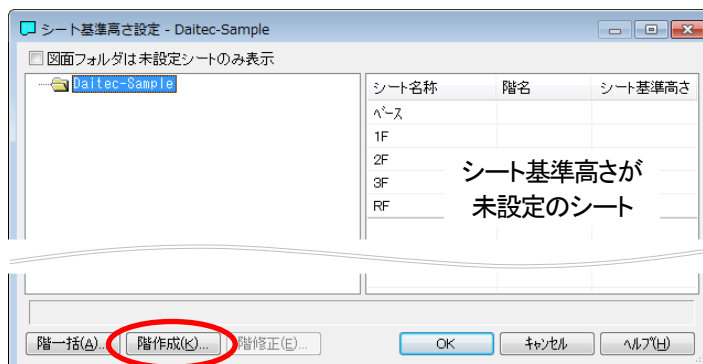 シート基準高さ設定 - Daitec-Sample
図面フォルダは未設定シートのみ表示
Daitec-Sample
シート名称 階名 シート基準高さ
ﾍﾞｰｽ
1F
2F
3F
RF
シート基準高さが
未設定のシート
階一括(A)... 階作成(K)... 階修正(E)... OK ｷｬﾝｾﾙ ﾍﾙﾌﾟ(H)